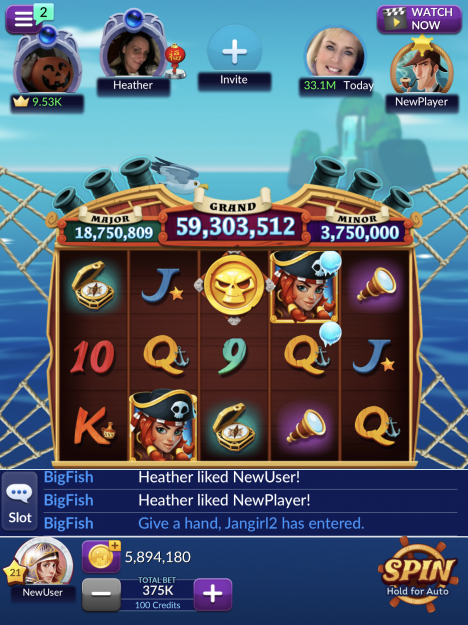 2
WATCH
NOW
9.53K
Heather
Invite
33.1M Today
NewPlayer
GRAND
MAJOR
59,303,512
MINOR
18,750,809
3,750,000
J
10
Q
9
Q
J
K
Q
BigFish Heather liked NewUser!
BigFish Heather liked NewPlayer!
BigFish Give a hand, Jangirl2 has entered.
Slot
5,894,180
21
NewUser
TOTAL BET
375K
100 Credits
SPIN
Hold for Auto